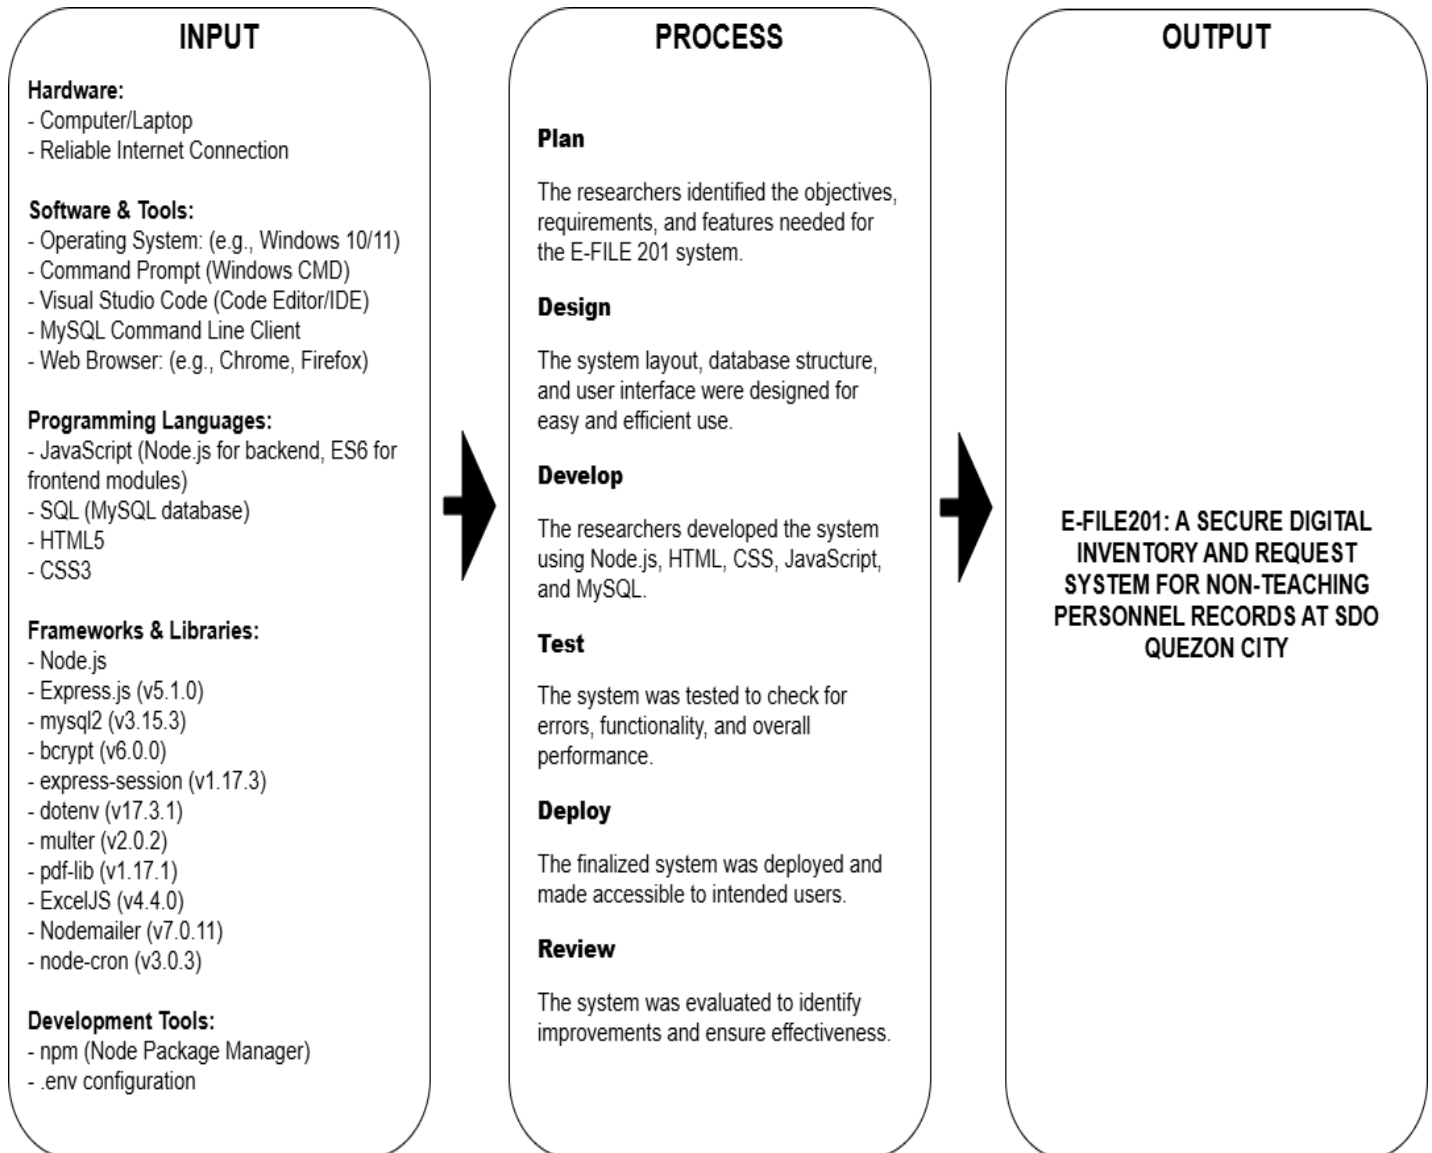 INPUT
Hardware:
- Computer/Laptop
- Reliable Internet Connection
Software & Tools:
- Operating System: (e.g., Windows 10/11)
- Command Prompt (Windows CMD)
- Visual Studio Code (Code Editor/IDE)
- MySQL Command Line Client
- Web Browser: (e.g., Chrome, Firefox)
Programming Languages:
- JavaScript (Node.js for backend, ES6 for
frontend modules)
- SQL (MySQL database)
- HTML5
- CSS3
Frameworks & Libraries:
- Node.js
- Express.js (v5.1.0)
- mysql2 (v3.15.3)
- bcrypt (v6.0.0)
- express-session (v1.17.3)
- dotenv (v17.3.1)
- multer (v2.0.2)
- pdf-lib (v1.17.1)
- ExcelJS (v4.4.0)
- Nodemailer (v7.0.11)
- node-cron (v3.0.3)
Development Tools:
- npm (Node Package Manager)
- .env configuration
PROCESS
Plan
The researchers identified the objectives,
requirements, and features needed for
the E-FILE 201 system.
Design
The system layout, database structure,
and user interface were designed for
easy and efficient use.
Develop
The researchers developed the system
using Node.js, HTML, CSS, JavaScript,
and MySQL.
Test
The system was tested to check for
errors, functionality, and overall
performance.
Deploy
The finalized system was deployed and
made accessible to intended users.
Review
The system was evaluated to identify
improvements and ensure effectiveness.
OUTPUT
E-FILE201: A SECURE DIGITAL
INVENTORY AND REQUEST
SYSTEM FOR NON-TEACHING
PERSONNEL RECORDS AT SDO
QUEZON CITY